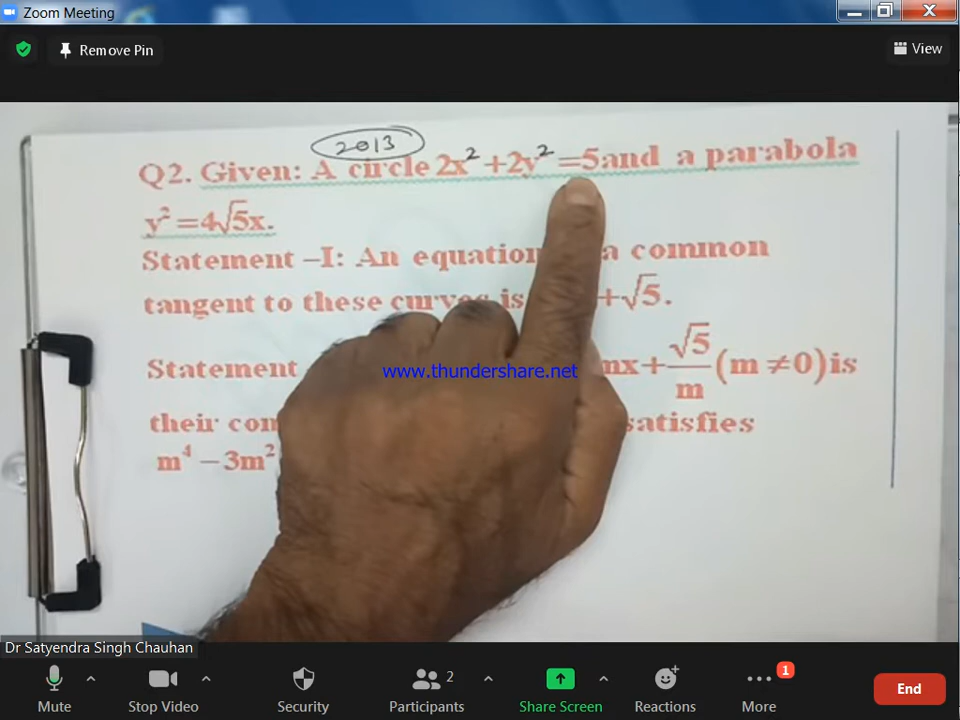 Zoom Meeting
Remove Pin
View
2013
Q2. Given: A circle 2x² +2y² =5and a parabola
y² =4√5x.
Statement –I: An equation a common
tangent to these curves is +√5.
www.thundershare.net
Statement mx+√5/m (m ≠0)is
their com satisfies
m⁴ –3m²
Dr Satyendra Singh Chauhan
Mute
Stop Video
Security
2
Participants
Share Screen
Reactions
1
More
End